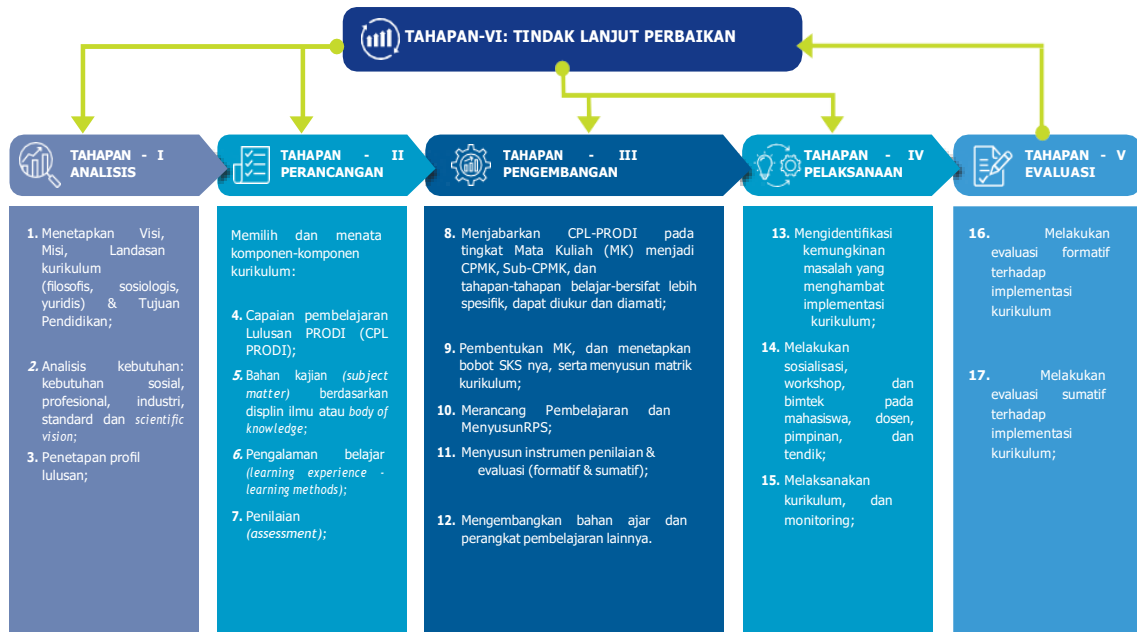 TAHAPAN-VI: TINDAK LANJUT PERBAIKAN
TAHAPAN - I
ANALISIS
1. Menetapkan Visi,
Misi, Landasan
kurikulum
(filosofis, sosiologis,
yuridis) & Tujuan
Pendidikan;
2. Analisis kebutuhan:
kebutuhan sosial,
profesional, industri,
standard dan scientific
vision;
3. Penetapan profil
lulusan;
TAHAPAN - II
PERANCANGAN
Memilih dan menata
komponen-komponen
kurikulum:
4. Capaian pembelajaran
Lulusan PRODI (CPL
PRODI);
5. Bahan kajian (subject
matter) berdasarkan
displin ilmu atau body of
knowledge;
6. Pengalaman belajar
(learning experience -
learning methods);
7. Penilaian
(assessment);
TAHAPAN - III
PENGEMBANGAN
8. Menjabarkan CPL-PRODI pada
tingkat Mata Kuliah (MK) menjadi
CPMK, Sub-CPMK, dan
tahapan-tahapan belajar-bersifat lebih
spesifik, dapat diukur dan diamati;
9. Pembentukan MK, dan menetapkan
bobot SKS nya, serta menyusun matrik
kurikulum;
10. Merancang Pembelajaran dan
MenyusunRPS;
11. Menyusun instrumen penilaian &
evaluasi (formatif & sumatif);
12. Mengembangkan bahan ajar dan
perangkat pembelajaran lainnya.
TAHAPAN - IV
PELAKSANAAN
13. Mengidentifikasi
kemungkinan
masalah yang
menghambat
implementasi
kurikulum;
14. Melakukan
sosialisasi,
workshop, dan
bimtek pada
mahasiswa, dosen,
pimpinan, dan
tendik;
15. Melaksanakan
kurikulum, dan
monitoring;
TAHAPAN - V
EVALUASI
16. Melakukan
evaluasi formatif
terhadap
implementasi
kurikulum
17. Melakukan
evaluasi sumatif
terhadap
implementasi
kurikulum;